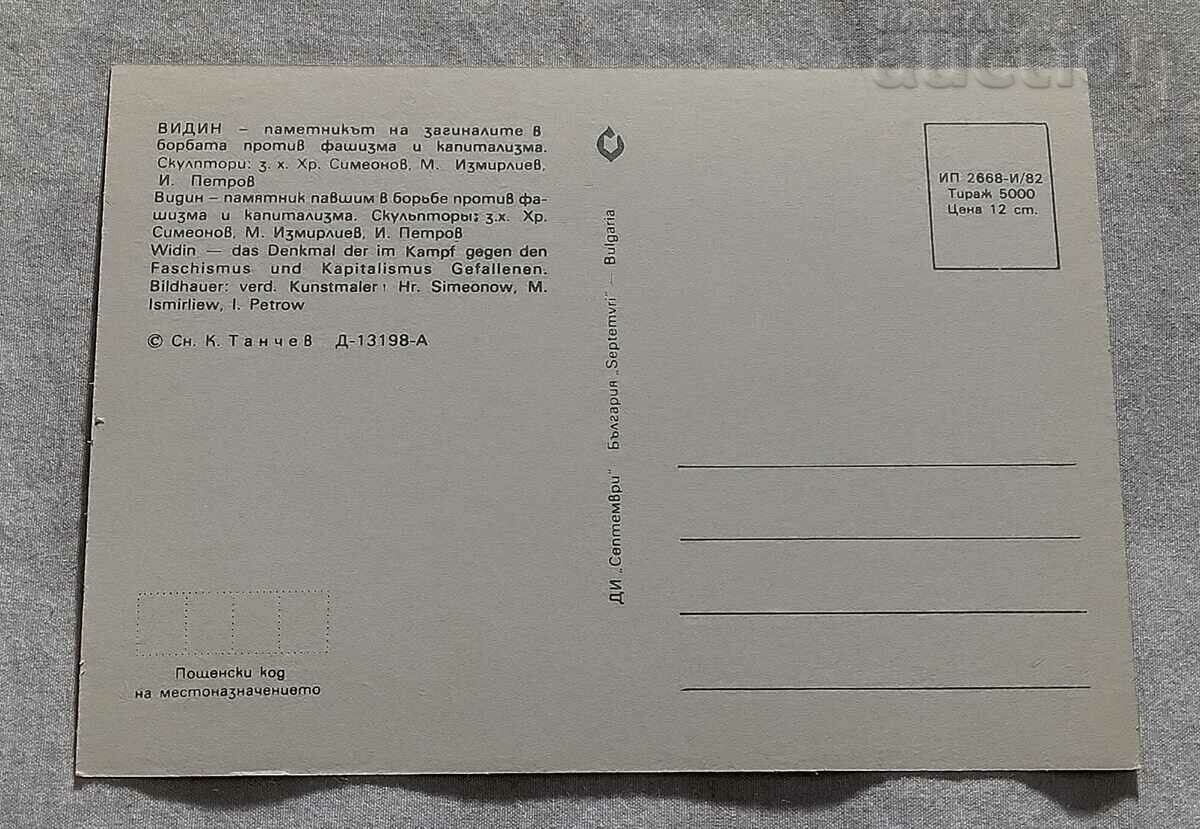 ВИДИН – паметникът на загиналите в
борбата против фашизма и капитализма.
Скулптори: з. х. Хр. Симеонов, М. Измирлиев,
И. Петров
Видин – памятник павшим в борьбе против фа-
шизма и капитализма. Скульпторы: з.х. Хр.
Симеонов, М. Измирлиев, И. Петров
Widin — das Denkmal der im Kampf gegen den
Faschismus und Kapitalismus Gefallenen.
Bildhauer: verd. Kunstmaler Hr. Simeonow, M.
Ismirliew, I. Petrow
© Сн. К. Танчев Д-13198-А
Пощенски код
на местоназначението
ДИ „Септември" България „Septemvri" — Bulgaria
ИП 2668-И/82
Тираж 5000
Цена 12 ст.
auction